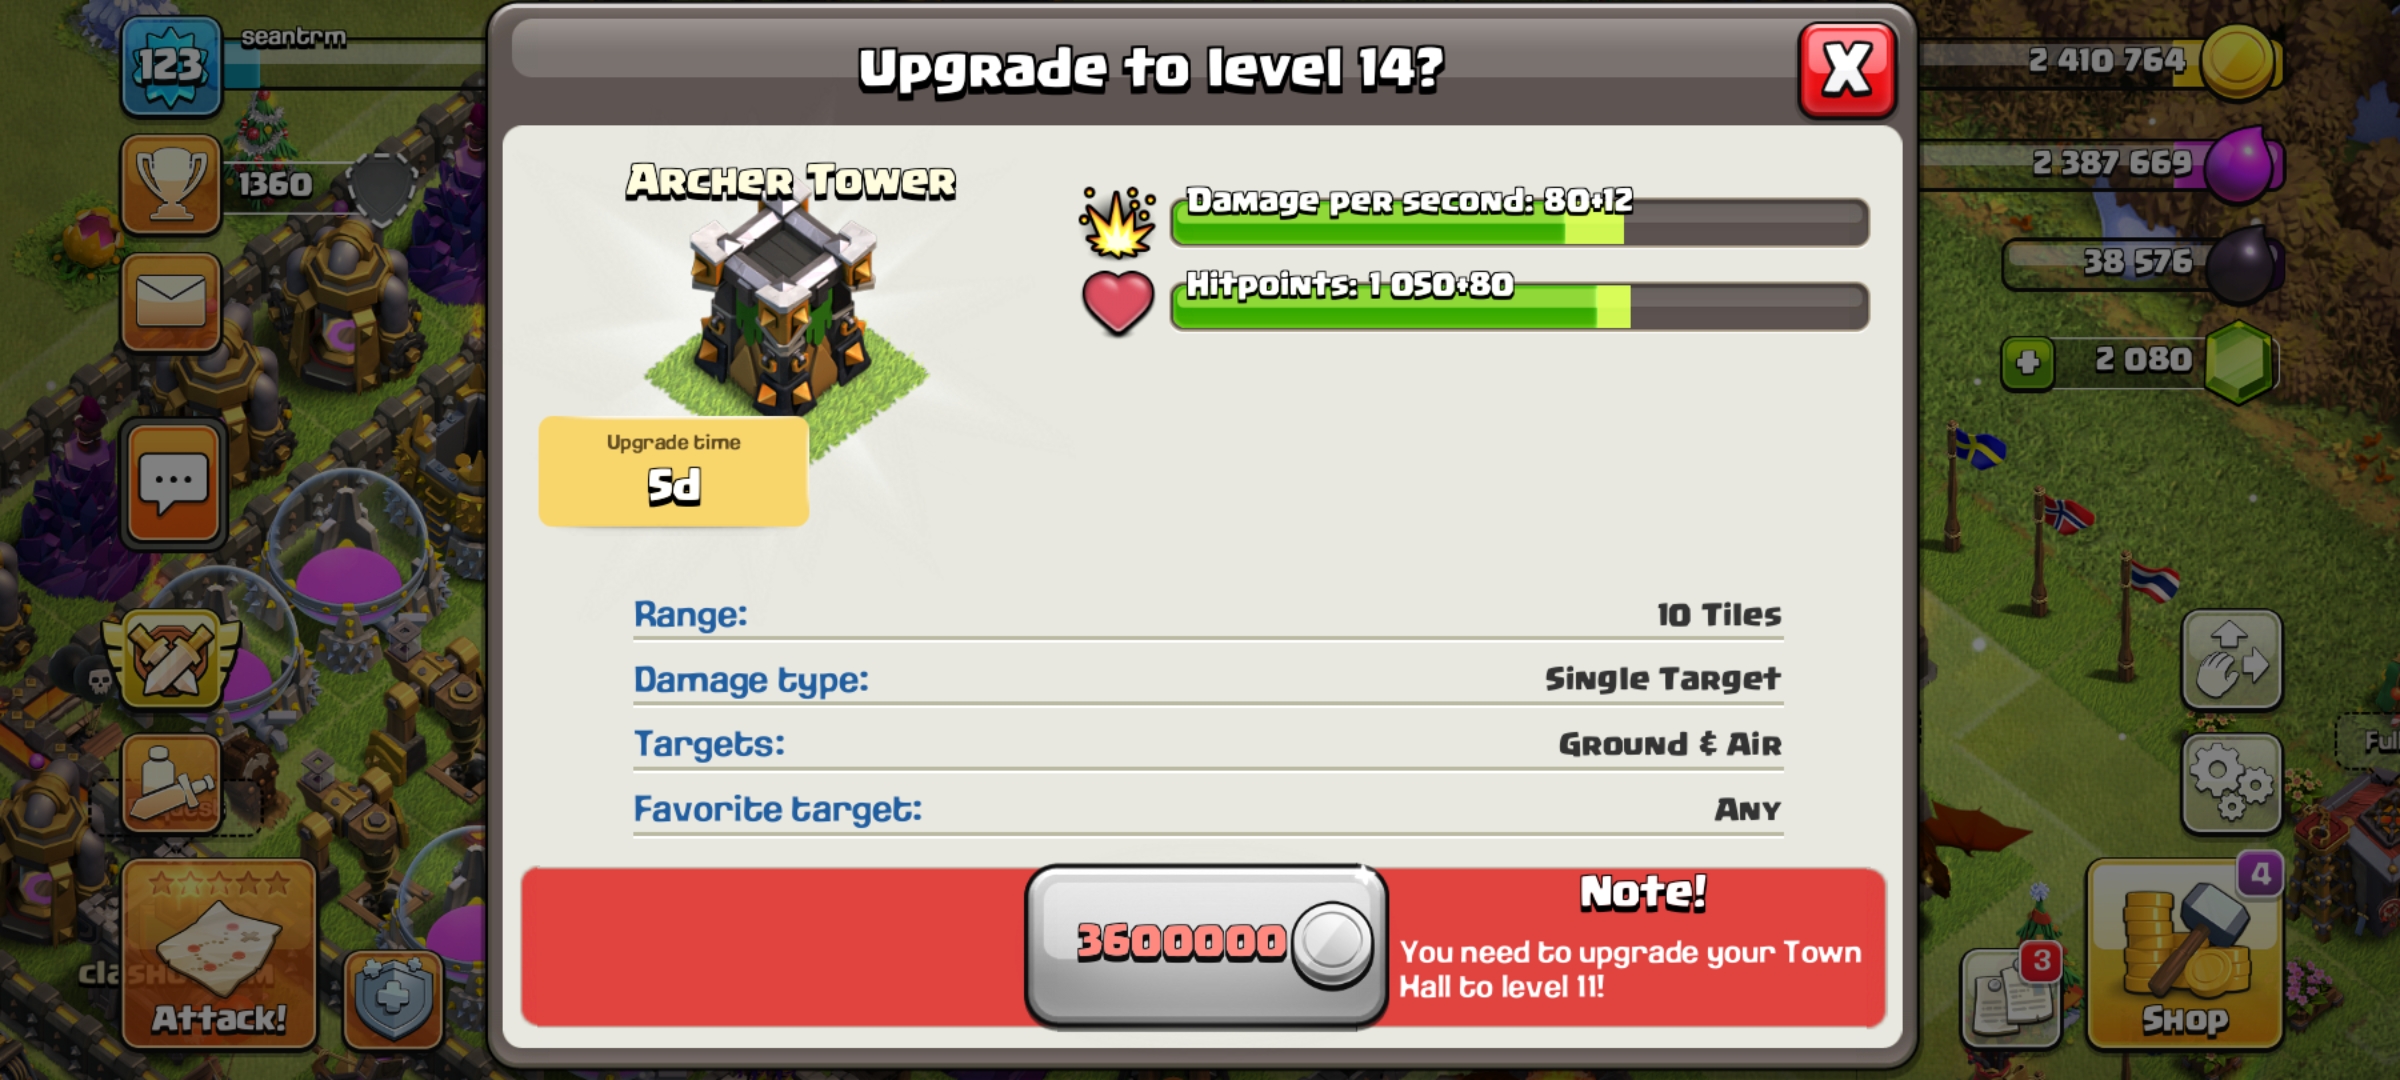 123
seantrm
1360
Attack!
Upgrade to level 14?
X
Archer Tower
Upgrade time
5d
Damage per second: 80+12
Hitpoints: 1 050+80
Range: 10 Tiles
Damage type: Single Target
Targets: Ground & Air
Favorite target: Any
3600000
Note!
You need to upgrade your Town
Hall to level 11!
2 410 764
2 387 669
38 576
2 080
Full
4
3
Shop